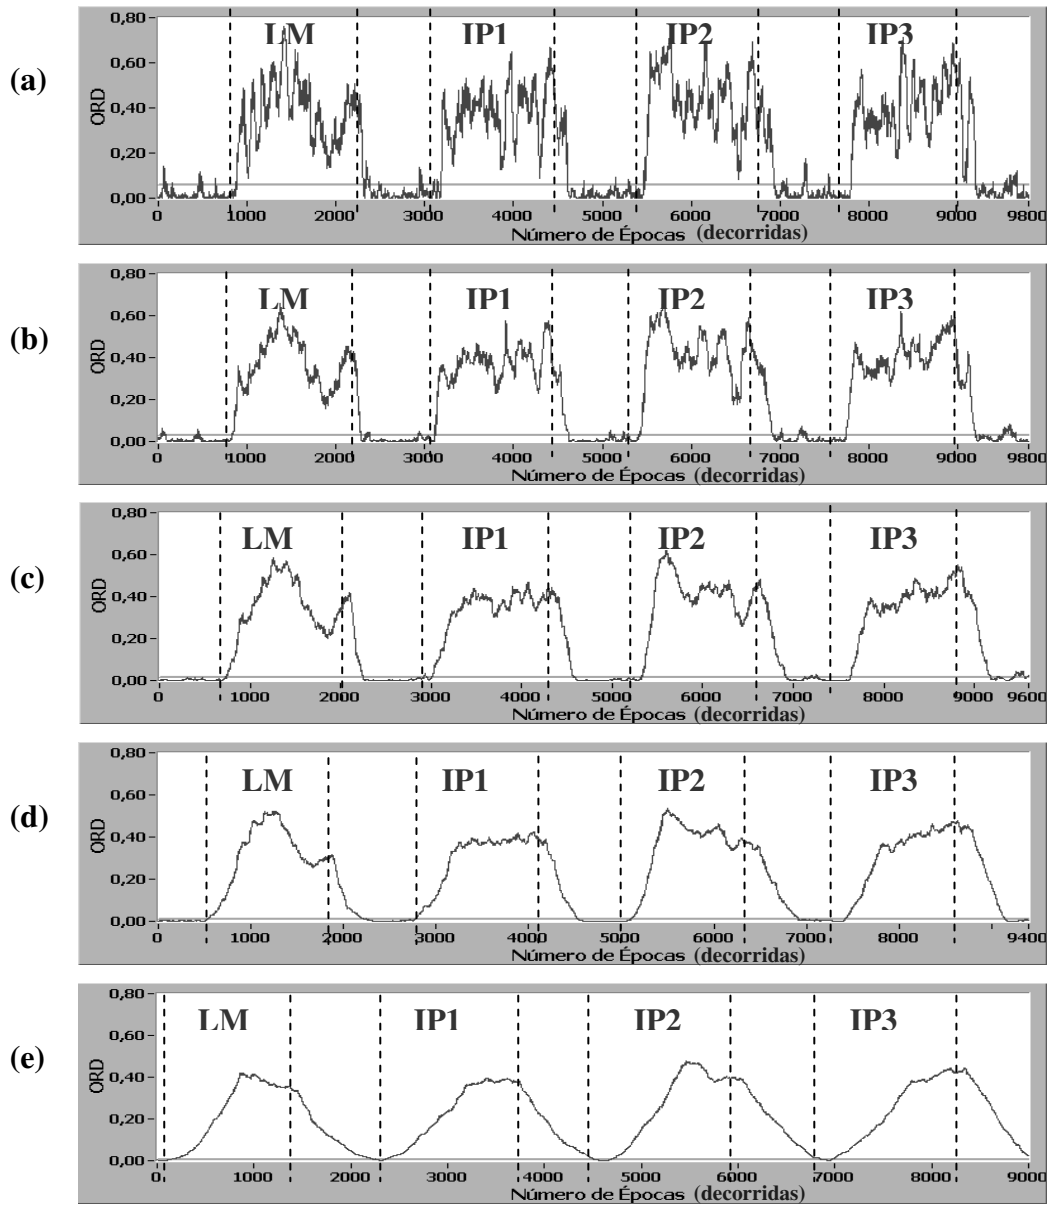 (a)
ORD
0,80
0,60
0,40
0,20
0,00
LM IP1 IP2 IP3
0 1000 2000 3000 4000 5000 6000 7000 8000 9000 9800
Número de Épocas (decorridas)
(b)
ORD
0,80
0,60
0,40
0,20
0,00
LM IP1 IP2 IP3
0 1000 2000 3000 4000 5000 6000 7000 8000 9000 9800
Número de Épocas (decorridas)
(c)
ORD
0,80
0,60
0,40
0,20
0,00
LM IP1 IP2 IP3
0 1000 2000 3000 4000 5000 6000 7000 8000 9000 9600
Número de Épocas (decorridas)
(d)
ORD
0,80
0,60
0,40
0,20
0,00
LM IP1 IP2 IP3
0 1000 2000 3000 4000 5000 6000 7000 8000 9400
Número de Épocas (decorridas)
(e)
ORD
0,80
0,60
0,40
0,20
0,00
LM IP1 IP2 IP3
0 1000 2000 3000 4000 5000 6000 7000 8000 9000
Número de Épocas (decorridas)